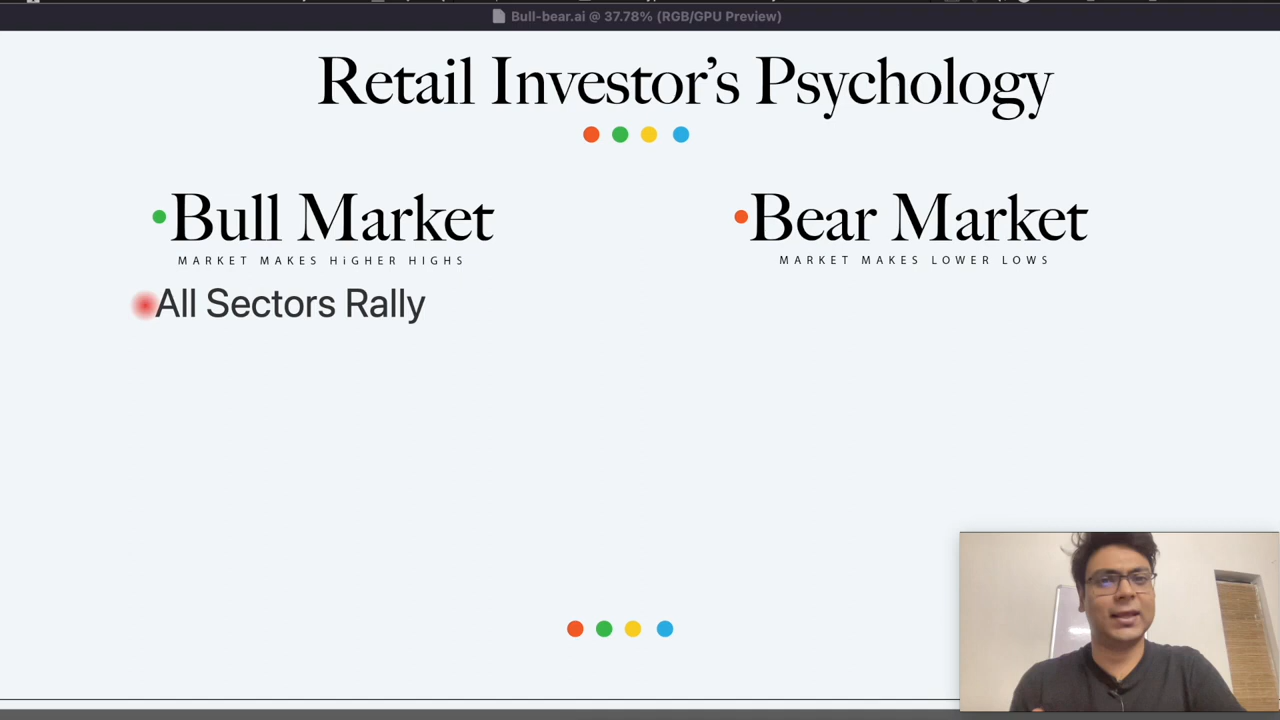 Bull-bear.ai @ 37.78% (RGB/GPU Preview)
Retail Investor’s Psychology
Bull Market
MARKET MAKES HiGHER HIGHS
Bear Market
MARKET MAKES LOWER LOWS
All Sectors Rally